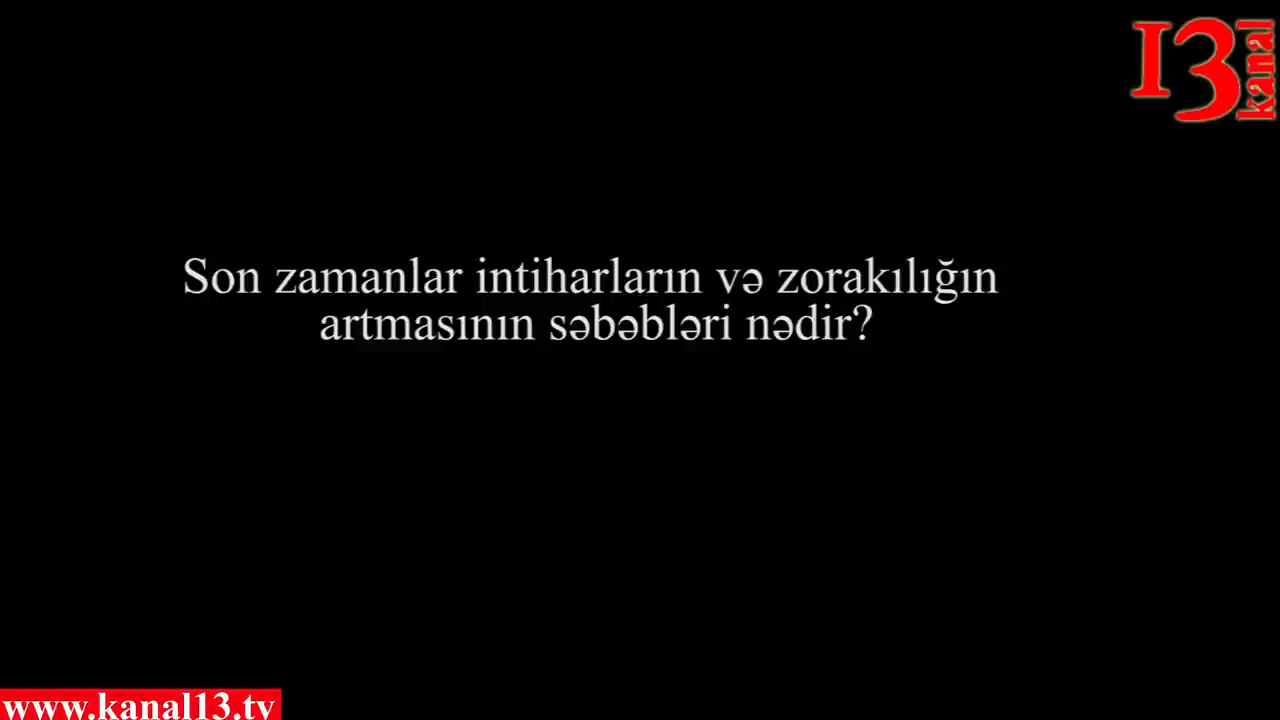 13 kanal
Son zamanlar intiharların və zorakılığın
artmasının səbəbləri nədir?
www.kanal13.tv